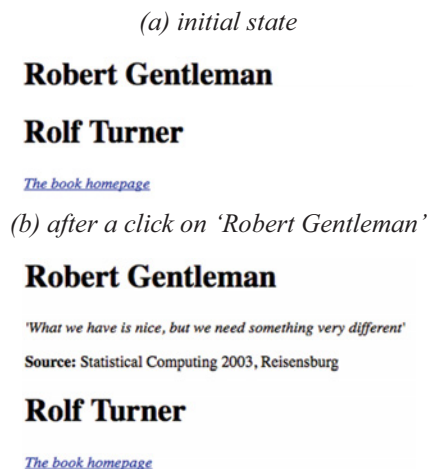 (a) initial state
Robert Gentleman
Rolf Turner
The book homepage
(b) after a click on ‘Robert Gentleman’
Robert Gentleman
'What we have is nice, but we need something very different'
Source: Statistical Computing 2003, Reisensburg
Rolf Turner
The book homepage